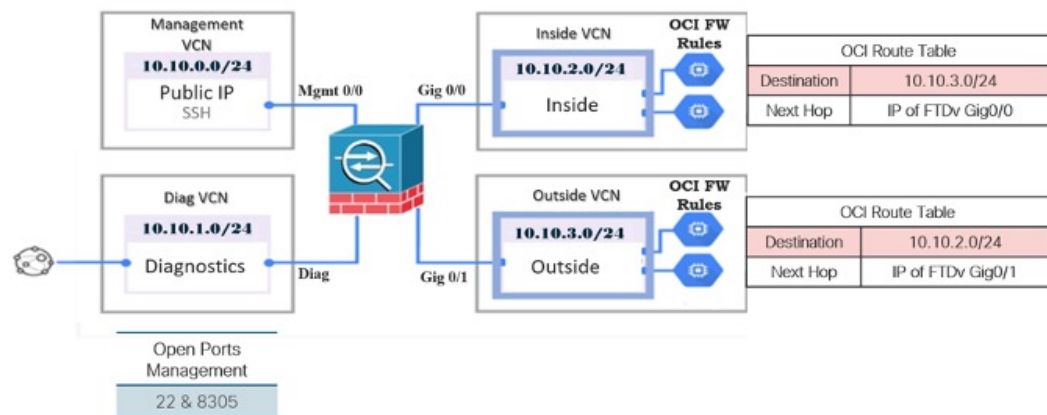 Management
VCN
10.10.0.0/24
Public IP
SSH
Mgmt 0/0
Diag VCN
10.10.1.0/24
Diagnostics
Diag
Open Ports
Management
22 & 8305
Gig 0/0
Inside VCN
10.10.2.0/24
Inside
OCI FW
Rules
Gig 0/1
Outside VCN
10.10.3.0/24
Outside
OCI FW
Rules
OCI Route Table
Destination 10.10.3.0/24
Next Hop IP of FTDv Gig0/0
OCI Route Table
Destination 10.10.2.0/24
Next Hop IP of FTDv Gig0/1